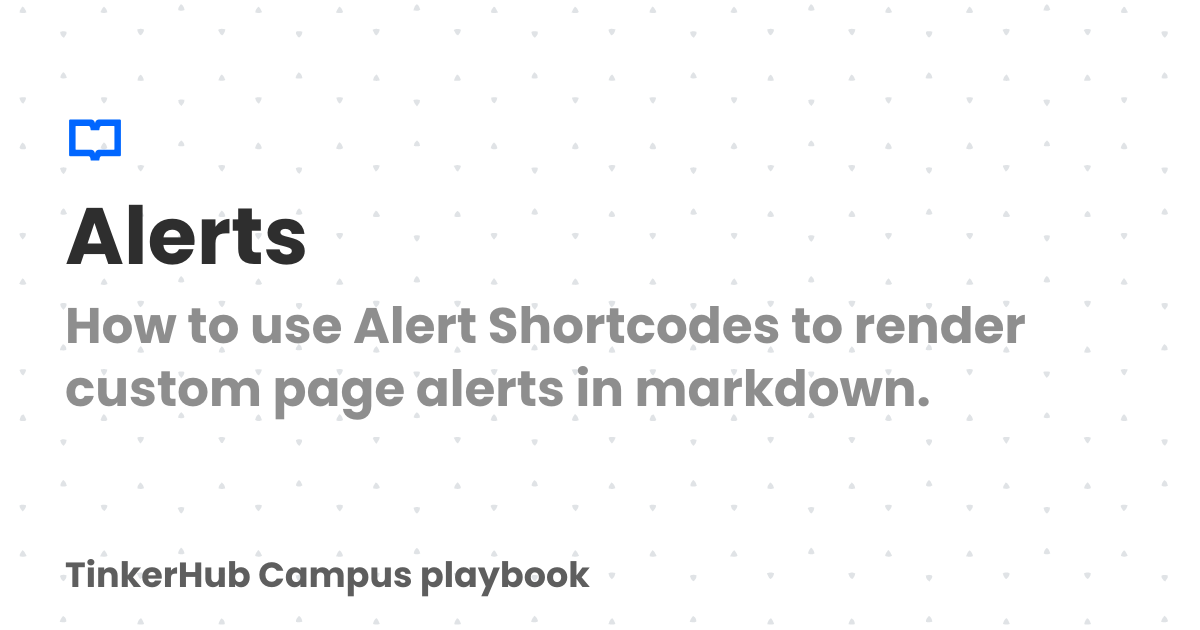 Alerts
How to use Alert Shortcodes to render
custom page alerts in markdown.
TinkerHub Campus playbook